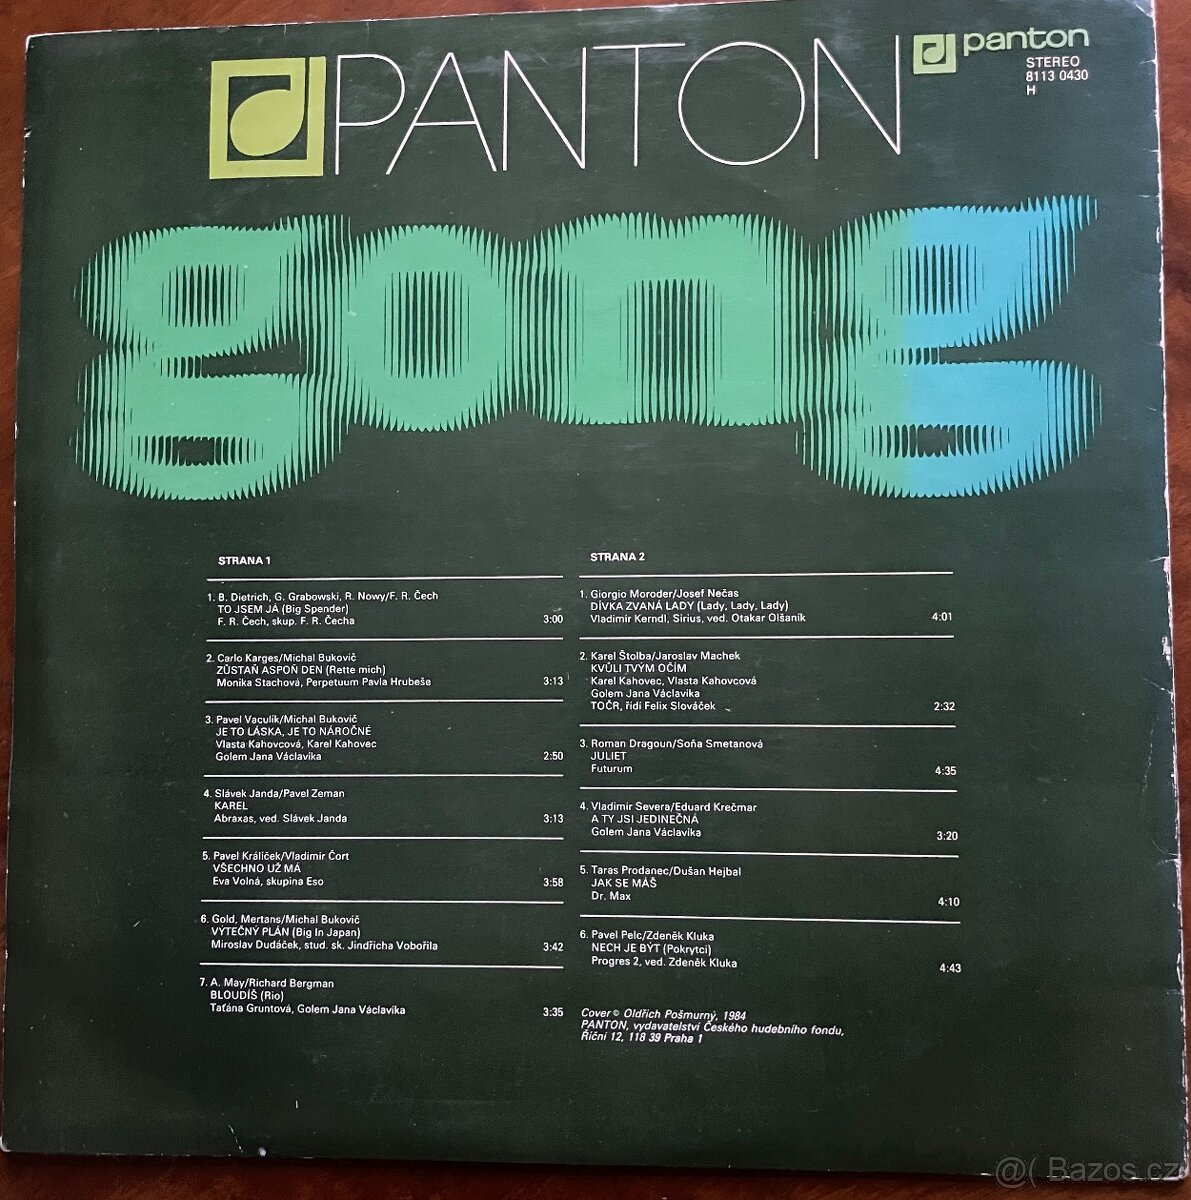 PANTON
panton
STEREO
8113 0430
H
gong
STRANA 1
1. B. Dietrich, G. Grabowski, R. Nowy/F. R. Čech
TO JSEM JÁ (Big Spender)
F. R. Čech, skup. F. R. Čecha 3:00
2. Carlo Karges/Michal Bukovič
ZŮSTAŇ ASPOŇ DEN (Rette mich)
Monika Stachová, Perpetuum Pavla Hrubeše 3:13
3. Pavel Vaculík/Michal Bukovič
JE TO LÁSKA, JE TO NÁROČNÉ
Vlasta Kahovcová, Karel Kahovec
Golem Jana Václavíka 2:50
4. Slávek Janda/Pavel Zeman
KAREL
Abraxas, ved. Slávek Janda 3:13
5. Pavel Králíček/Vladimír Čort
VŠECHNO UŽ MÁ
Eva Volná, skupina Eso 3:58
6. Gold, Mertans/Michal Bukovič
VÝTEČNÝ PLÁN (Big In Japan)
Miroslav Dudáček, stud. sk. Jindřicha Vobořila 3:42
7. A. May/Richard Bergman
BLOUDÍŠ (Rio)
Taťána Gruntová, Golem Jana Václavíka 3:35
STRANA 2
1. Giorgio Moroder/Josef Nečas
DÍVKA ZVANÁ LADY (Lady, Lady, Lady)
Vladimír Kerndl, Sirius, ved. Otakar Olšaník 4:01
2. Karel Štolba/Jaroslav Machek
KVŮLI TVÝM OČÍM
Karel Kahovec, Vlasta Kahovcová
Golem Jana Václavíka
TOČR, řídí Felix Slováček 2:32
3. Roman Dragoun/Soňa Smetanová
JULIET
Futurum 4:35
4. Vladimír Severa/Eduard Krečmar
A TY JSI JEDINEČNÁ
Golem Jana Václavíka 3:20
5. Taras Prodanec/Dušan Hejbal
JAK SE MÁŠ
Dr. Max 4:10
6. Pavel Pelc/Zdeněk Kluka
NECH JE BÝT (Pokrytci)
Progres 2, ved. Zdeněk Kluka 4:43
Cover © Oldřich Pošmurný, 1984
PANTON, vydavatelství Českého hudebního fondu,
Říční 12, 118 39 Praha 1
@( Bazos.cz